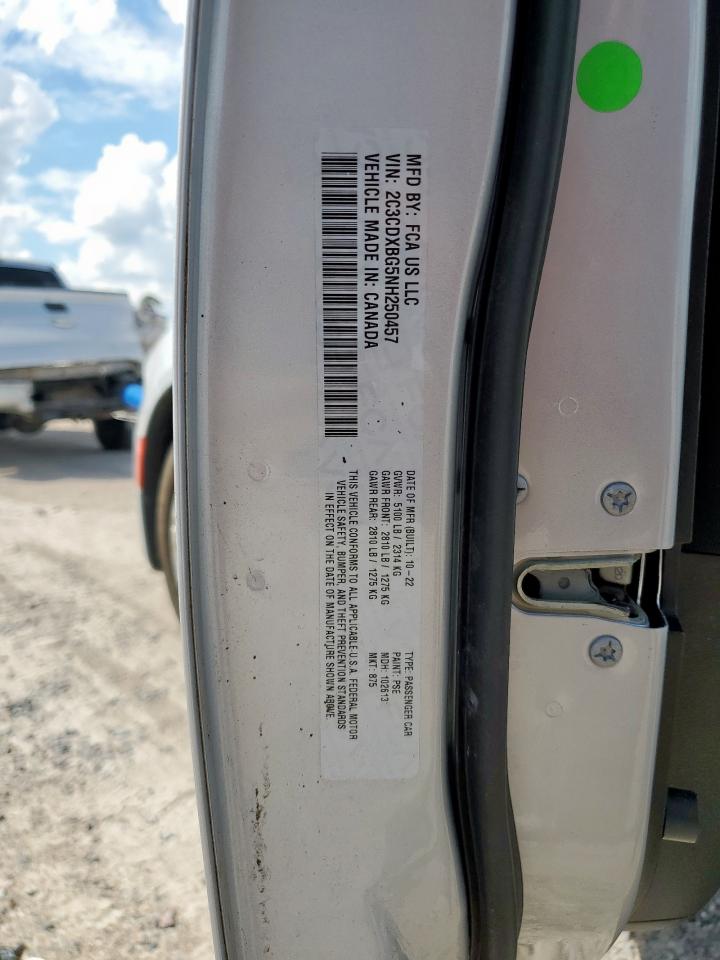 MFD BY: FCA US LLC
VIN: 2C3CDXBG5NH250457
VEHICLE MADE IN: CANADA
DATE OF MFR (BUILT): 10-22 TYPE: PASSENGER CAR
GVWR: 5100 LB / 2314 KG PAINT: PSE
GAWR FRONT: 2810 LB / 1275 KG MDH: 102613
GAWR REAR: 2810 LB / 1275 KG MKT: 875
THIS VEHICLE CONFORMS TO ALL APPLICABLE U.S.A. FEDERAL MOTOR
VEHICLE SAFETY, BUMPER, AND THEFT PREVENTION STANDARDS
IN EFFECT ON THE DATE OF MANUFACTURE SHOWN ABOVE.